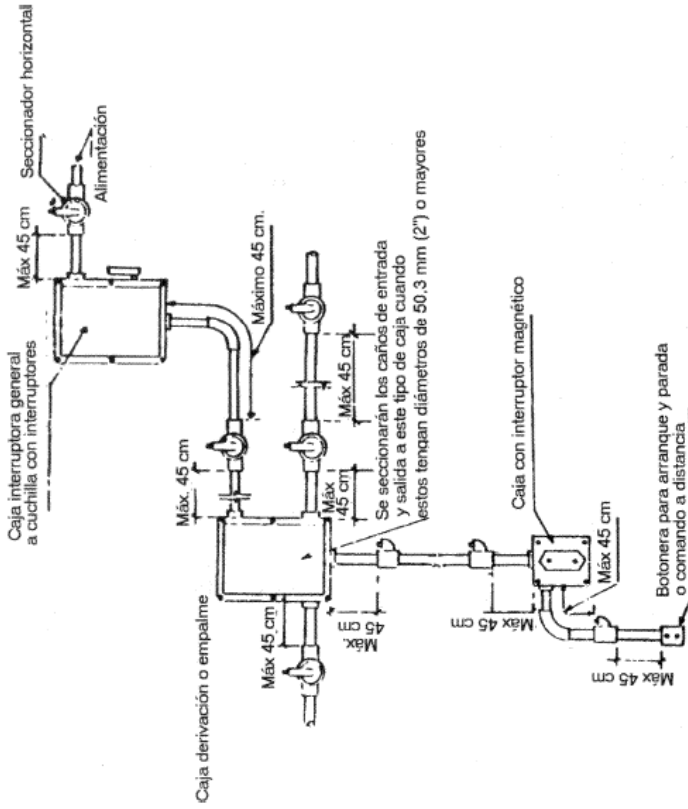 Caja interruptora general
a cuchilla con interruptores
Máx 45 cm
Seccionador horizontal
Alimentación
Máximo 45 cm.
Máx. 45 cm
Caja derivación o empalme
Máx
45 cm
Máx 45 cm
Máx 45 cm
Máx.
45 cm
Se seccionarán los caños de entrada
y salida a este tipo de caja cuando
estos tengan diámetros de 50,3 mm (2") o mayores
Máx 45 cm
Caja con interruptor magnético
Máx 45 cm
Máx 45 cm
Botonera para arranque y parada
o comando a distancia